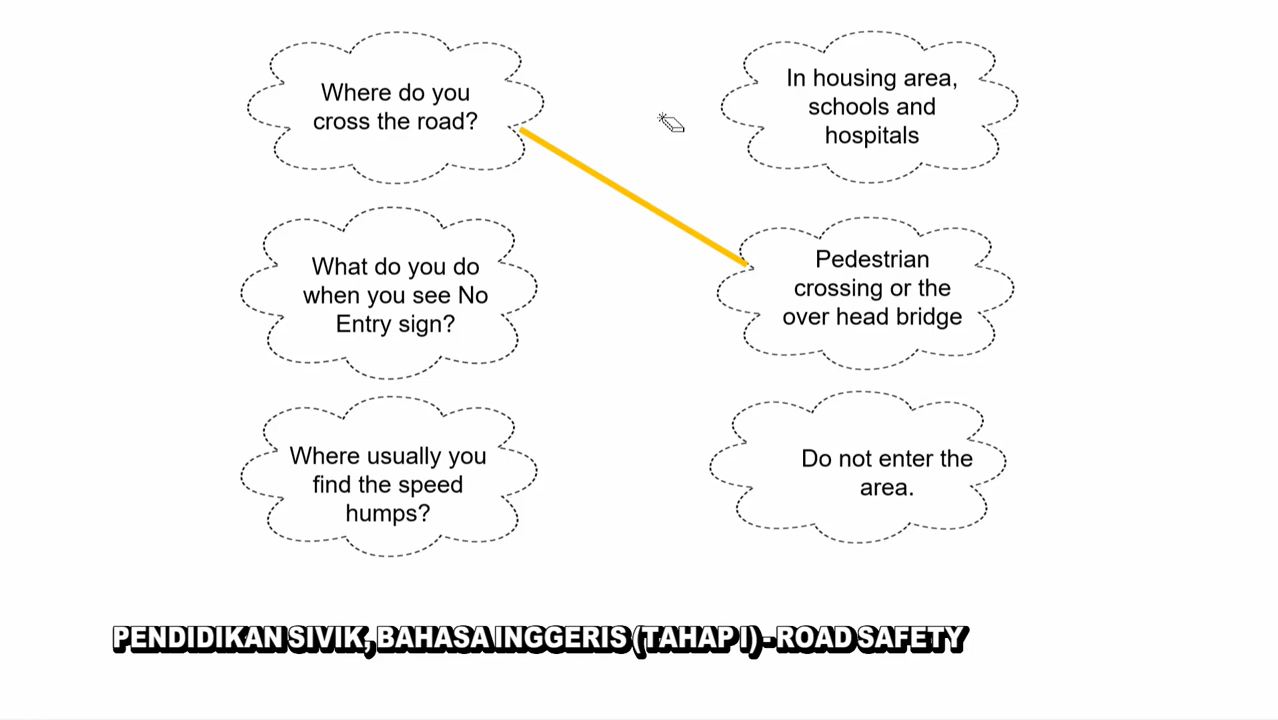 Where do you
cross the road?
In housing area,
schools and
hospitals
What do you do
when you see No
Entry sign?
Pedestrian
crossing or the
over head bridge
Where usually you
find the speed
humps?
Do not enter the
area.
PENDIDIKAN SIVIK, BAHASA INGGERIS (TAHAP I) - ROAD SAFETY